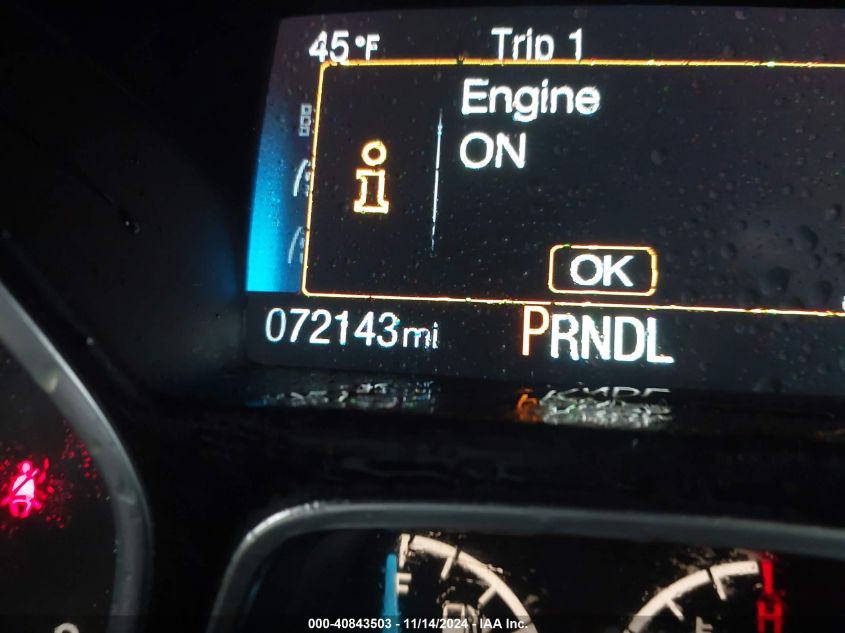 45°F Trip 1
Engine
ON
OK
072143mi PRNDL
F H
000-40843503 - 11/14/2024 - IAA Inc.